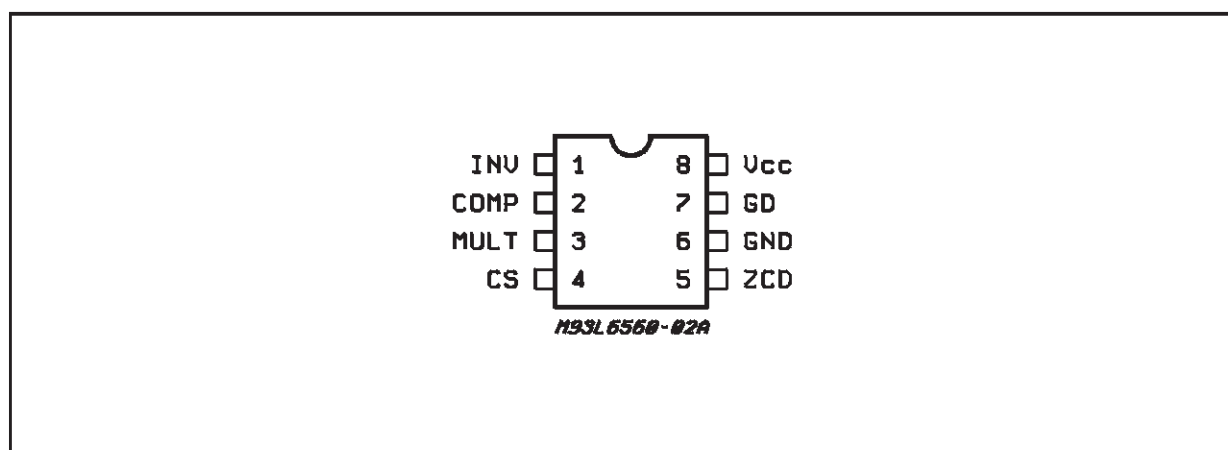 INV 1 8 Vcc
COMP 2 7 GD
MULT 3 6 GND
CS 4 5 ZCD
M93L6560-02A